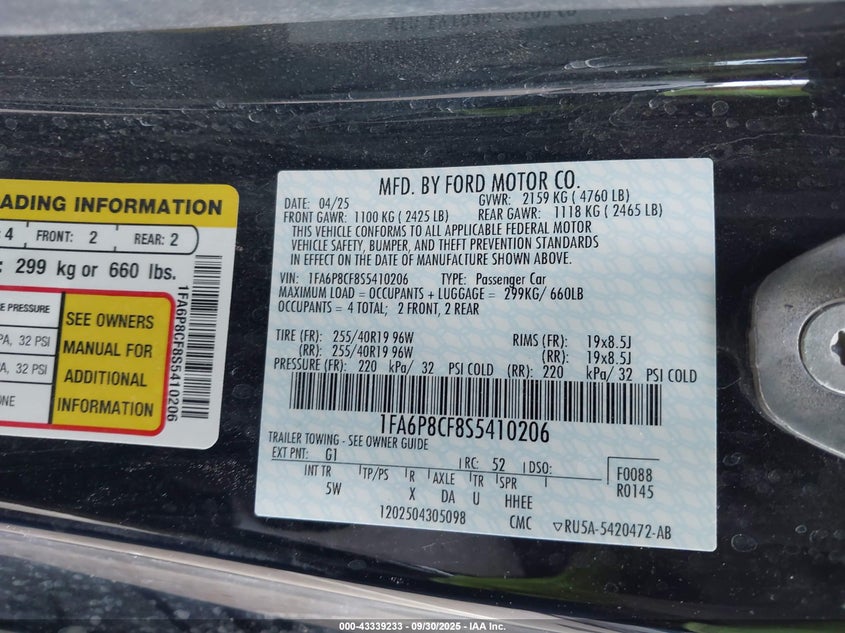 ADING INFORMATION
4 FRONT: 2 REAR: 2
: 299 kg or 660 lbs.
E PRESSURE
PA, 32 PSI
PA, 32 PSI
ONE
SEE OWNERS
MANUAL FOR
ADDITIONAL
INFORMATION
1FA6P8CF8S5410206
MFD. BY FORD MOTOR CO.
DATE: 04/25 GVWR: 2159 KG ( 4760 LB)
FRONT GAWR: 1100 KG ( 2425 LB) REAR GAWR: 1118 KG ( 2465 LB)
THIS VEHICLE CONFORMS TO ALL APPLICABLE FEDERAL MOTOR
VEHICLE SAFETY, BUMPER, AND THEFT PREVENTION STANDARDS
IN EFFECT ON THE DATE OF MANUFACTURE SHOWN ABOVE.
VIN: 1FA6P8CF8S5410206 TYPE: Passenger Car
MAXIMUM LOAD = OCCUPANTS + LUGGAGE = 299KG/ 660LB
OCCUPANTS = 4 TOTAL; 2 FRONT, 2 REAR
TIRE (FR): 255/40R19 96W RIMS (FR): 19x8.5J
(RR): 255/40R19 96W (RR): 19x8.5J
PRESSURE (FR): 220 kPa/ 32 PSI COLD (RR): 220 kPa/ 32 PSI COLD
1FA6P8CF8S5410206
TRAILER TOWING - SEE OWNER GUIDE
EXT PNT: G1 RC: 52 DSO: F0088
INT TR TP/PS R AXLE TR SPR R0145
5W X DA U HHEE
1202504305098 CMC RU5A-5420472-AB
000-43339233 - 09/30/2025 - IAA Inc.